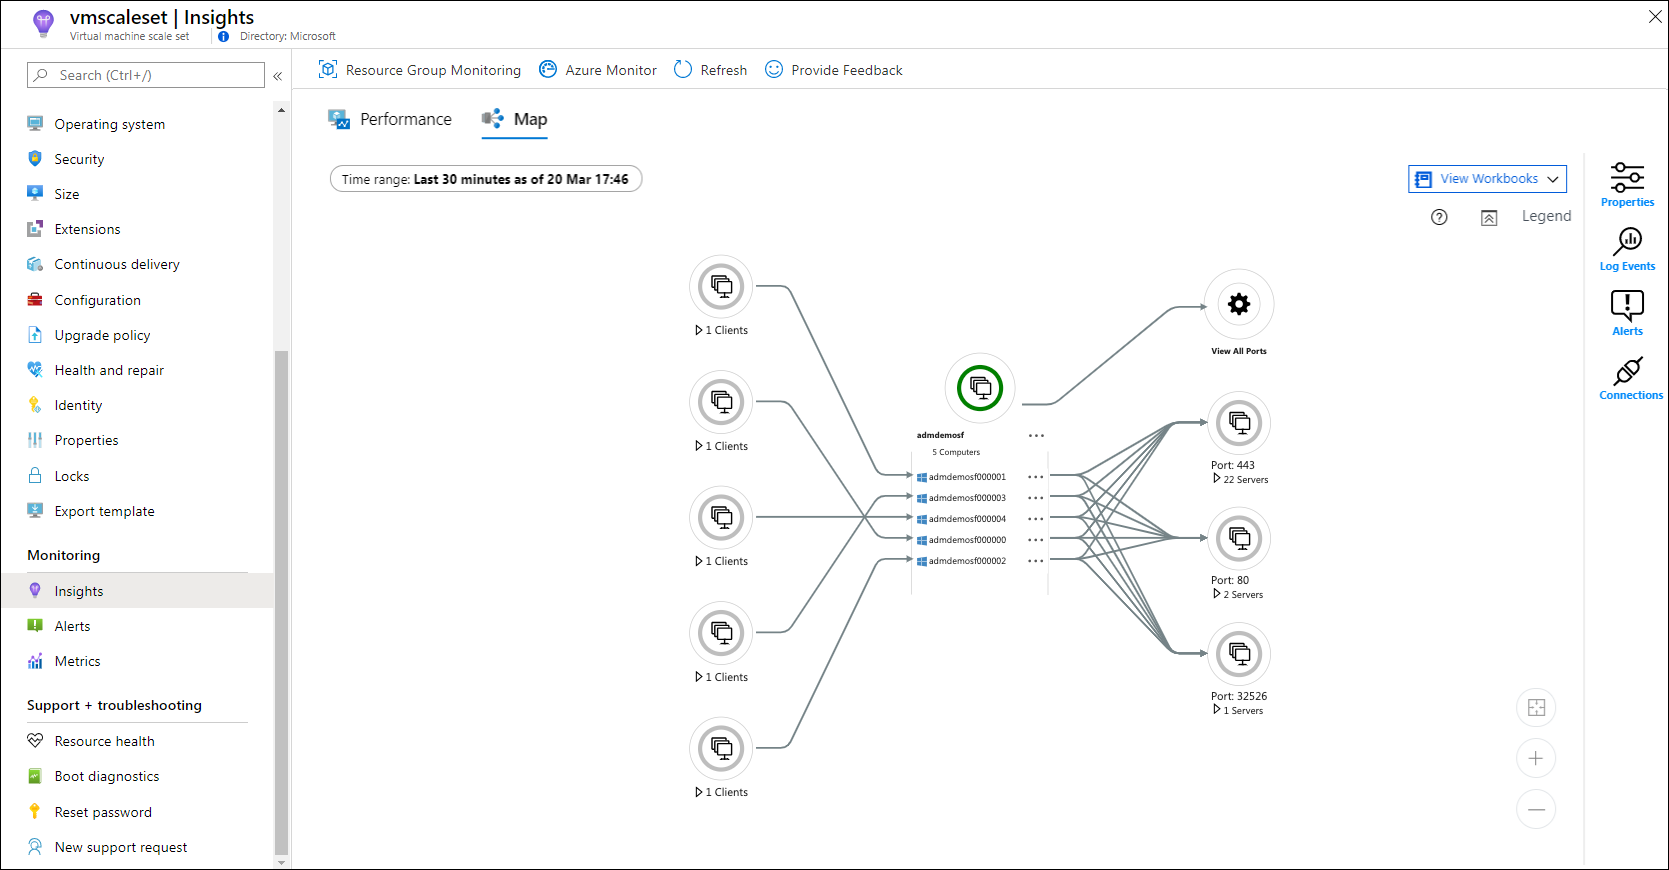 vmscaleset | Insights
Virtual machine scale set
Directory: Microsoft
Search (Ctrl+/)
Operating system
Security
Size
Extensions
Continuous delivery
Configuration
Upgrade policy
Health and repair
Identity
Properties
Locks
Export template
Monitoring
Insights
Alerts
Metrics
Support + troubleshooting
Resource health
Boot diagnostics
Reset password
New support request
Resource Group Monitoring
Azure Monitor
Refresh
Provide Feedback
Performance
Map
Time range: Last 30 minutes as of 20 Mar 17:46
View Workbooks
Legend
1 Clients
1 Clients
1 Clients
1 Clients
1 Clients
admdemosf
5 Computers
admdemosf000001
admdemosf000003
admdemosf000004
admdemosf000000
admdemosf000002
View All Ports
Port: 443
22 Servers
Port: 80
2 Servers
Port: 32526
1 Servers
Properties
Log Events
Alerts
Connections